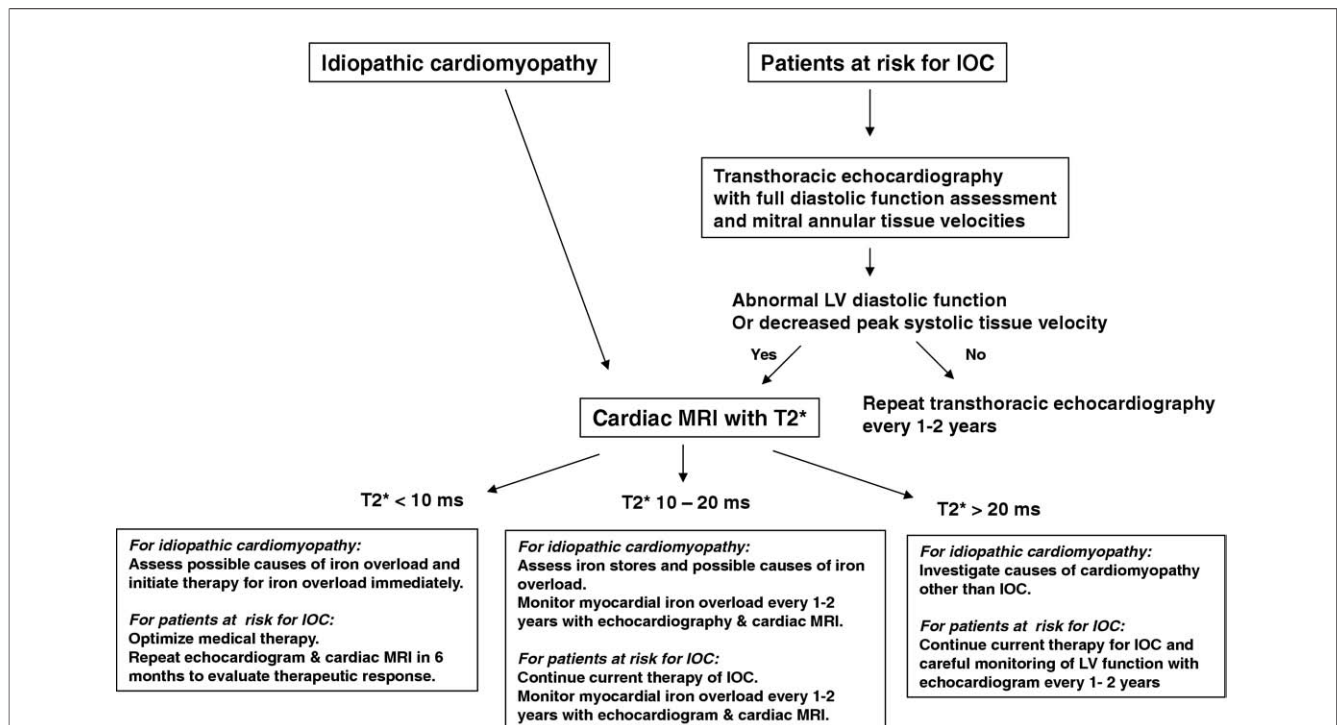 Idiopathic cardiomyopathy
Patients at risk for IOC
Transthoracic echocardiography
with full diastolic function assessment
and mitral annular tissue velocities
Abnormal LV diastolic function
Or decreased peak systolic tissue velocity
Yes
No
Cardiac MRI with T2*
Repeat transthoracic echocardiography
every 1-2 years
T2* < 10 ms
For idiopathic cardiomyopathy:
Assess possible causes of iron overload and
initiate therapy for iron overload immediately.
For patients at risk for IOC:
Optimize medical therapy.
Repeat echocardiogram & cardiac MRI in 6
months to evaluate therapeutic response.
T2* 10 – 20 ms
For idiopathic cardiomyopathy:
Assess iron stores and possible causes of iron
overload.
Monitor myocardial iron overload every 1-2
years with echocardiography & cardiac MRI.
For patients at risk for IOC:
Continue current therapy of IOC.
Monitor myocardial iron overload every 1-2
years with echocardiogram & cardiac MRI.
T2* > 20 ms
For idiopathic cardiomyopathy:
Investigate causes of cardiomyopathy
other than IOC.
For patients at risk for IOC:
Continue current therapy for IOC and
careful monitoring of LV function with
echocardiogram every 1- 2 years